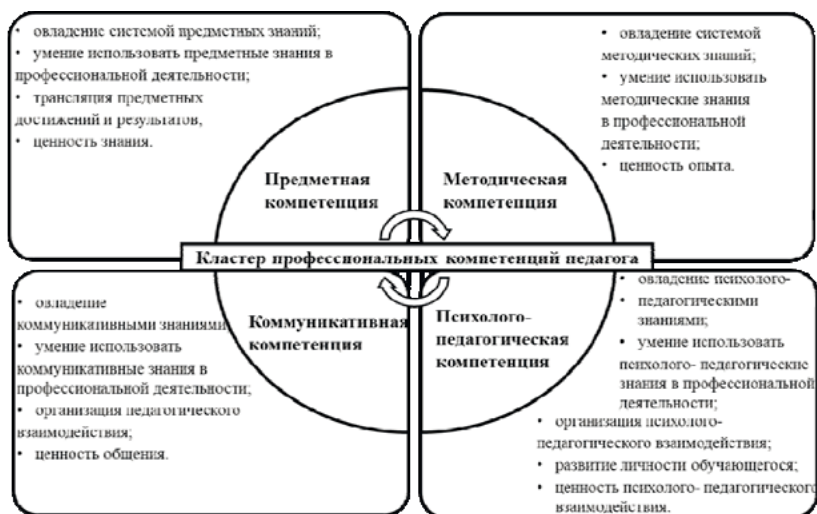 • овладение системой предметных знаний;
• умение использовать предметные знания в
профессиональной деятельности;
• трансляция предметных
достижений и результатов,
• ценность знания.
• овладение системой
методических знаний;
• умение использовать
методические знания
в профессиональной
деятельности;
• ценность опыта.
Предметная
компетенция
Методическая
компетенция
Кластер профессиональных компетенций педагога
• овладение
коммуникативными знаниями
• умение использовать
коммуникативные знания в
профессиональной деятельности;
• организация педагогического
взаимодействия;
• ценность общения.
Коммуникативная
компетенция
Психолого-
педагогическая
компетенция
• овладение психолого-
• педагогическими
знаниями;
• умение использовать
психолого- педагогические
знания в профессиональной
деятельности;
• организация психолого-
педагогического взаимодействия;
• развитие личности обучающегося;
• ценность психолого- педагогического
взаимодействия.